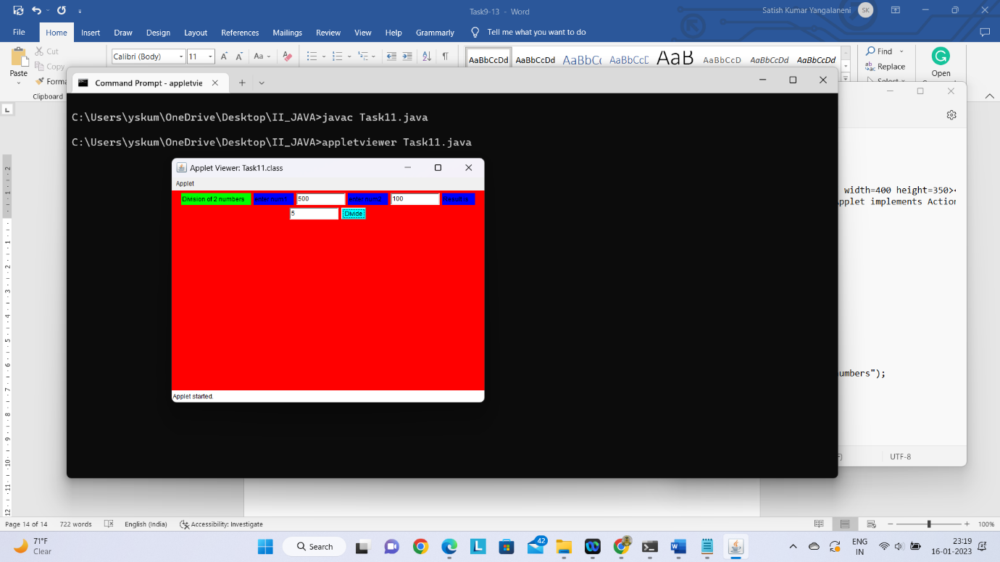 Task9-13 - Word
Satish Kumar Yangalaneni
SK
File Home Insert Draw Design Layout References Mailings Review View Help Grammarly Tell me what you want to do
Paste
Cut
Copy
Forma
Clipboard
Calibri (Body) 11
AaBbCcDd AaBbCcDd AaBbC AaBbCcD AaB AaBbCcD AaBbCcDd AaBbCcDd
Find
Replace
Select
Open
Command Prompt - appletvie
C:\Users\yskum\OneDrive\Desktop\II_JAVA>javac Task11.java
C:\Users\yskum\OneDrive\Desktop\II_JAVA>appletviewer Task11.java
Applet Viewer: Task11.class
Applet
Division of 2 numbers enter num1 500 enter num2 100
5 Divide
Applet started.
width=400 height=350>
pplet implements Action
umbers");
UTF-8
Page 14 of 14 722 words English (India) Accessibility: Investigate 100%
71°F
Clear
Search
42
ENG
IN
23:19
16-01-2023